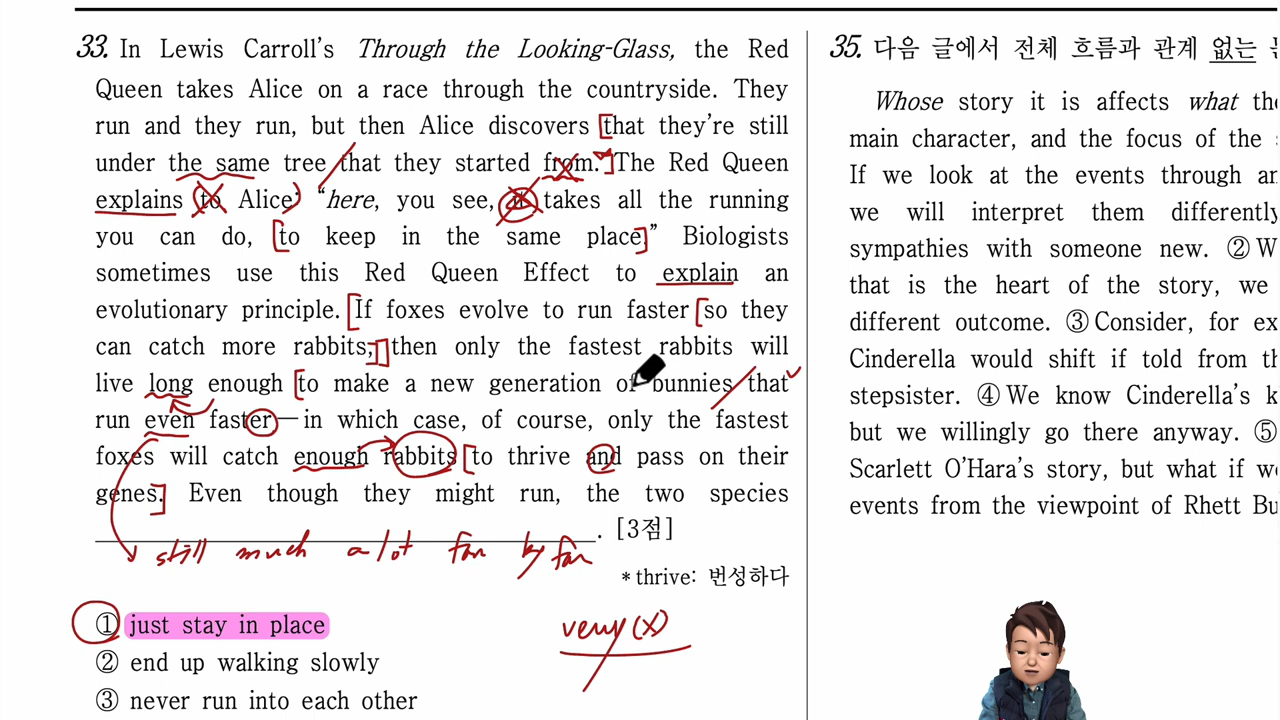 33. In Lewis Carroll's Through the Looking-Glass, the Red
Queen takes Alice on a race through the countryside. They
run and they run, but then Alice discovers [that they're still
under the same tree that they started from.] The Red Queen
explains to Alice) "here, you see, it takes all the running
you can do, [to keep in the same place]." Biologists
sometimes use this Red Queen Effect to explain an
evolutionary principle. [If foxes evolve to run faster [so they
can catch more rabbits,] then only the fastest rabbits will
live long enough [to make a new generation of bunnies that
run even faster—in which case, of course, only the fastest
foxes will catch enough rabbits [to thrive and pass on their
genes.] Even though they might run, the two species
. [3점]
still much a lot far by far
* thrive: 번성하다
very (x)
① just stay in place
② end up walking slowly
③ never run into each other
35. 다음 글에서 전체 흐름과 관계 없는
Whose story it is affects what
main character, and the focus of the
If we look at the events through
we will interpret them differently
sympathies with someone new. ②
that is the heart of the story, we
different outcome. ③ Consider, for
Cinderella would shift if told from
stepsister. ④ We know Cinderella's
but we willingly go there anyway. ⑤
Scarlett O'Hara's story, but what if
events from the viewpoint of Rhett